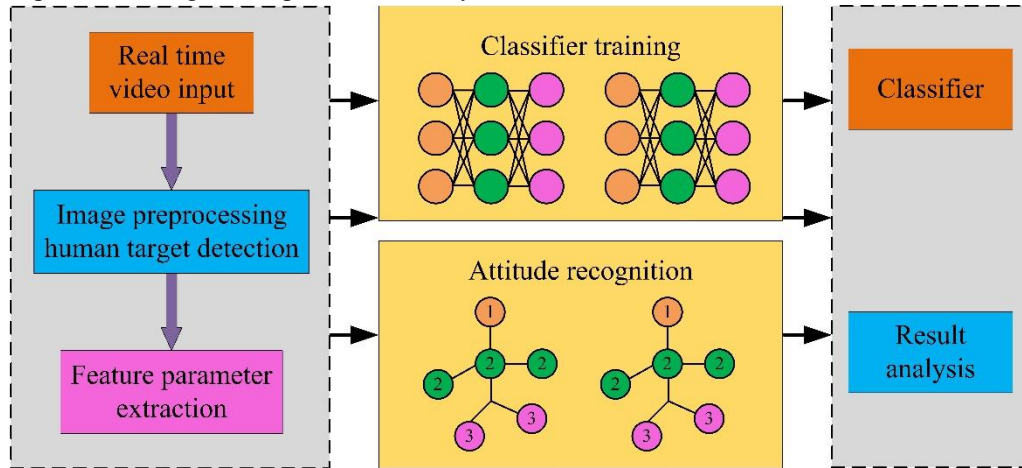 Real time
video input
Image preprocessing
human target detection
Feature parameter
extraction
Classifier training
Attitude recognition
1
2
2
2
3
3
1
2
2
2
3
3
Classifier
Result
analysis